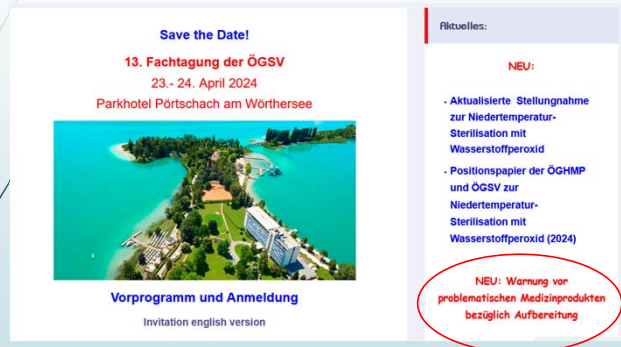 Save the Date!
13. Fachtagung der ÖGSV
23.- 24. April 2024
Parkhotel Pörtschach am Wörthersee
Vorprogramm und Anmeldung
Invitation english version
Aktuelles:
NEU:
- Aktualisierte Stellungnahme
zur Niedertemperatur-
Sterilisation mit
Wasserstoffperoxid
- Positionspapier der ÖGHMP
und ÖGSV zur
Niedertemperatur-
Sterilisation mit
Wasserstoffperoxid (2024)
NEU: Warnung vor
problematischen Medizinprodukten
bezüglich Aufbereitung